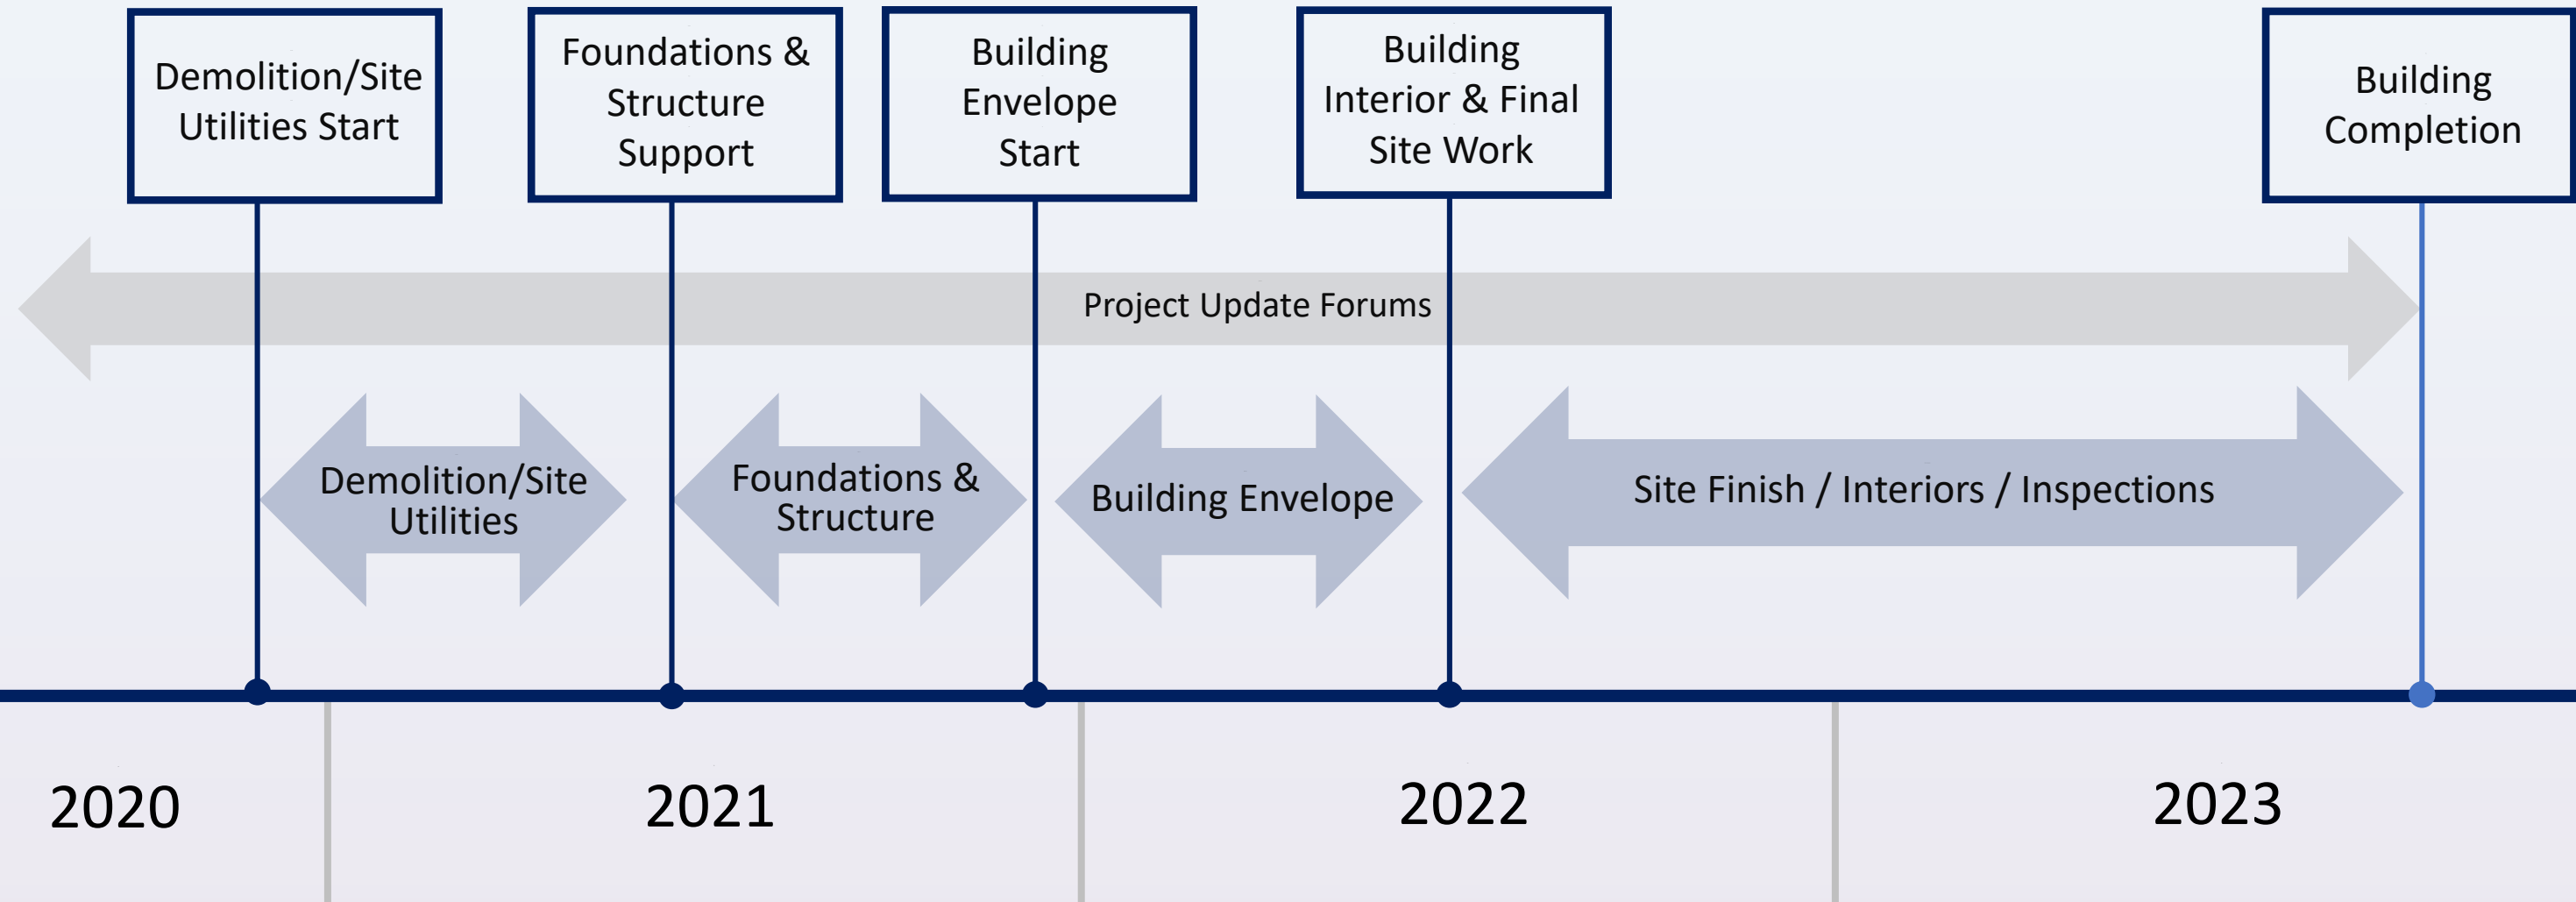 Demolition/Site
Utilities Start
Foundations &
Structure
Support
Building
Envelope
Start
Building
Interior & Final
Site Work
Building
Completion
Project Update Forums
Demolition/Site
Utilities
Foundations &
Structure
Building Envelope
Site Finish / Interiors / Inspections
2020
2021
2022
2023